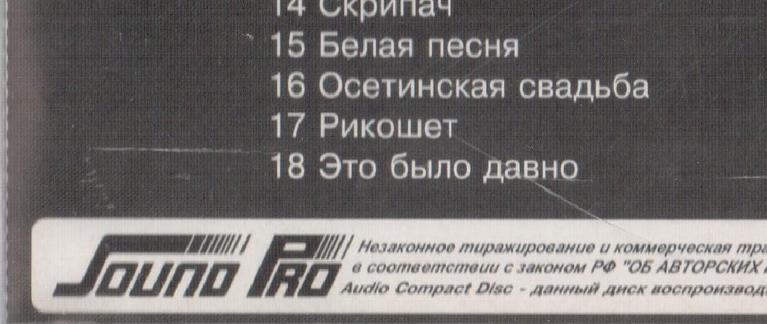 14 Скрипач
15 Белая песня
16 Осетинская свадьба
17 Рикошет
18 Это было давно
SOUND PRO
Незаконное тиражирование и коммерческая
в соответствии с законом РФ "ОБ АВТОРСКИХ
Audio Compact Disc - данный диск